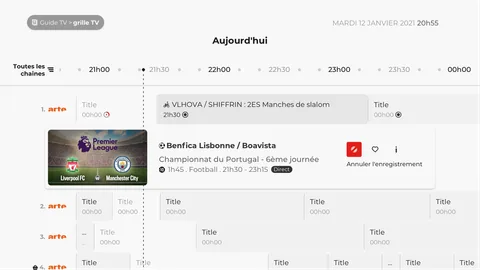 Guide TV > grille TV
MARDI 12 JANVIER 2021 20h55
Aujourd'hui
Toutes les chaînes
21h00 21h30 22h00 22h30 23h00 23h30 00h00
1. arte
Title
00h00
VLHOVA / SHIFFRIN : 2ES Manches de slalom
21h30
Title
00h00
Premier League
Liverpool FC
Manchester City
Benfica Lisbonne / Boavista
Championnat du Portugal - 6ème journée
1h45 . Football . 21h30 - 23h15 Direct
Annuler l'enregistrement
2. arte
Title
00h00
Title
00h00
Title
00h00
Title
00h00
Title
00h00
3. arte
...
...
Title
00h00
Title
00h00
Title
00h00
4. arte
Title
Title
Title
Title
...
Title